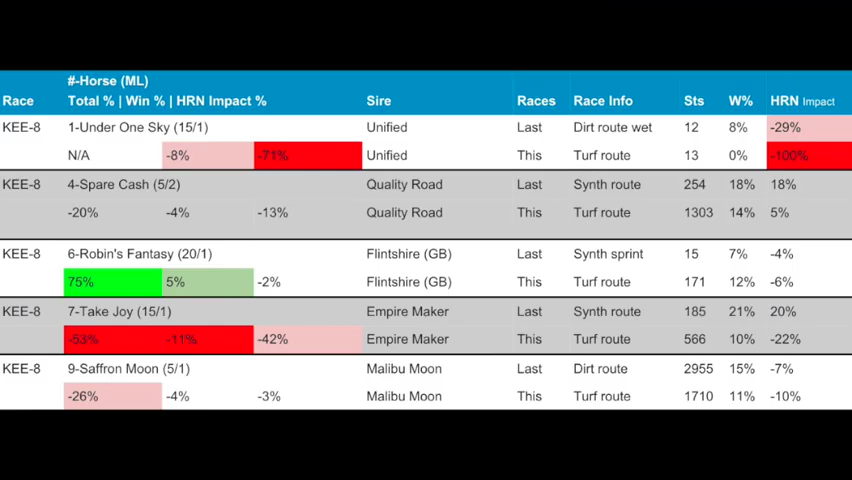 #-Horse (ML)
Race Total % | Win % | HRN Impact % Sire Races Race Info Sts W% HRN Impact
KEE-8 1-Under One Sky (15/1) Unified Last Dirt route wet 12 8% -29%
N/A -8% -71% Unified This Turf route 13 0% -100%
KEE-8 4-Spare Cash (5/2) Quality Road Last Synth route 254 18% 18%
-20% -4% -13% Quality Road This Turf route 1303 14% 5%
KEE-8 6-Robin's Fantasy (20/1) Flintshire (GB) Last Synth sprint 15 7% -4%
75% 5% -2% Flintshire (GB) This Turf route 171 12% -6%
KEE-8 7-Take Joy (15/1) Empire Maker Last Synth route 185 21% 20%
-53% -11% -42% Empire Maker This Turf route 566 10% -22%
KEE-8 9-Saffron Moon (5/1) Malibu Moon Last Dirt route 2955 15% -7%
-26% -4% -3% Malibu Moon This Turf route 1710 11% -10%